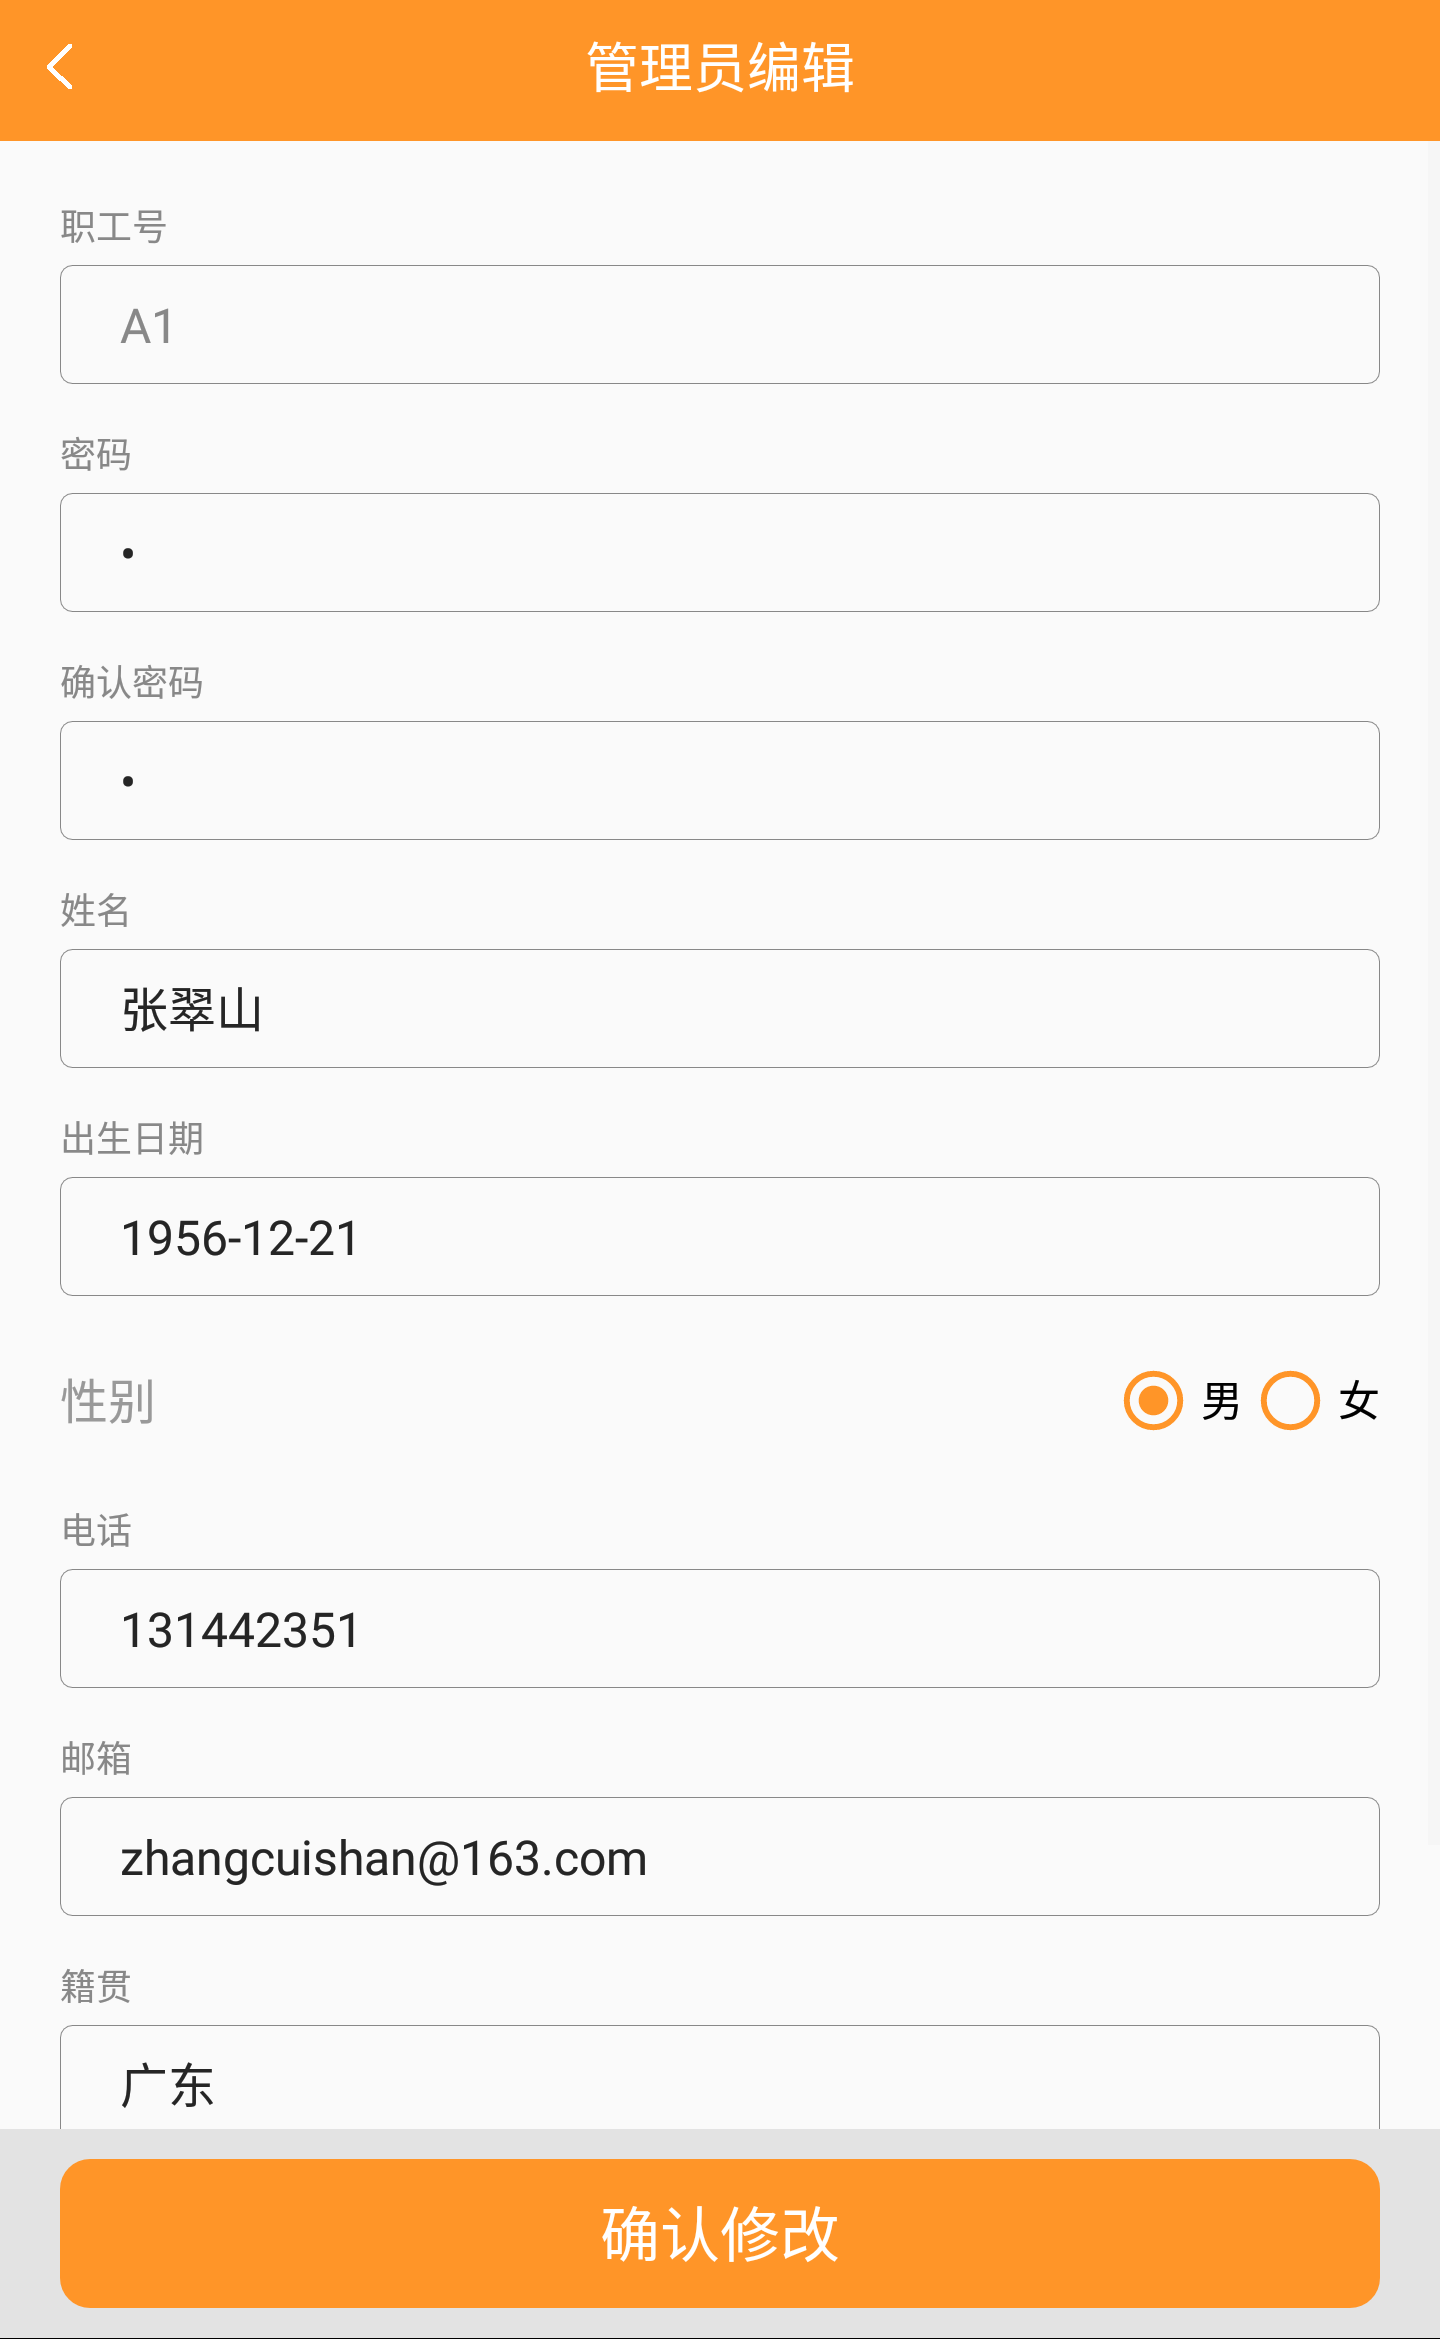 管理员编辑
职工号
A1
密码
•
确认密码
•
姓名
张翠山
出生日期
1956-12-21
性别 男 女
电话
131442351
邮箱
zhangcuishan@163.com
籍贯
广东
确认修改